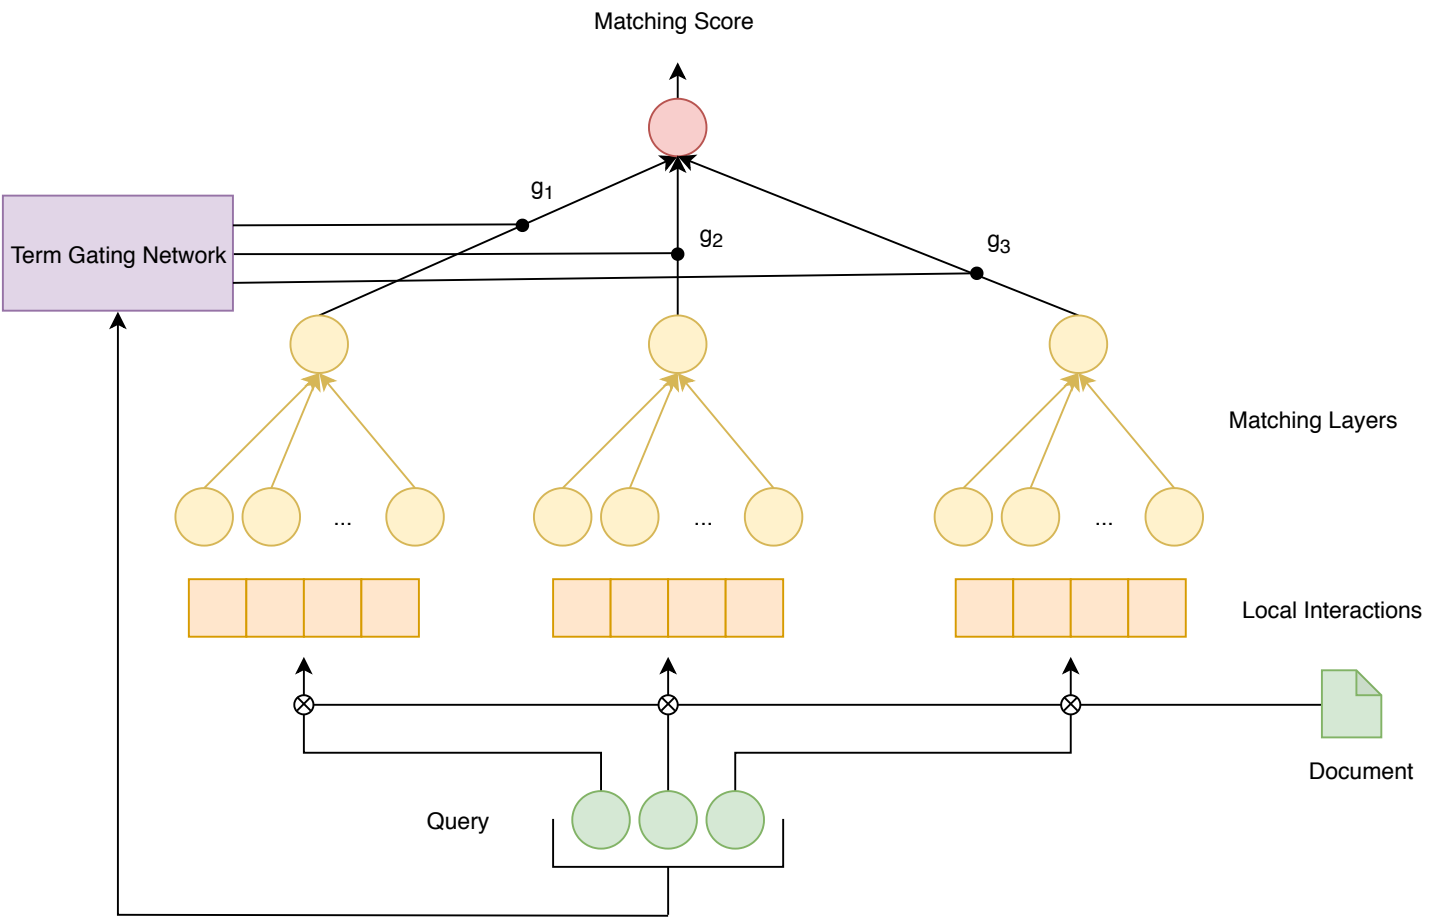 Matching Score
g1
Term Gating Network
g2
g3
Matching Layers
... ... ...
Local Interactions
Document
Query